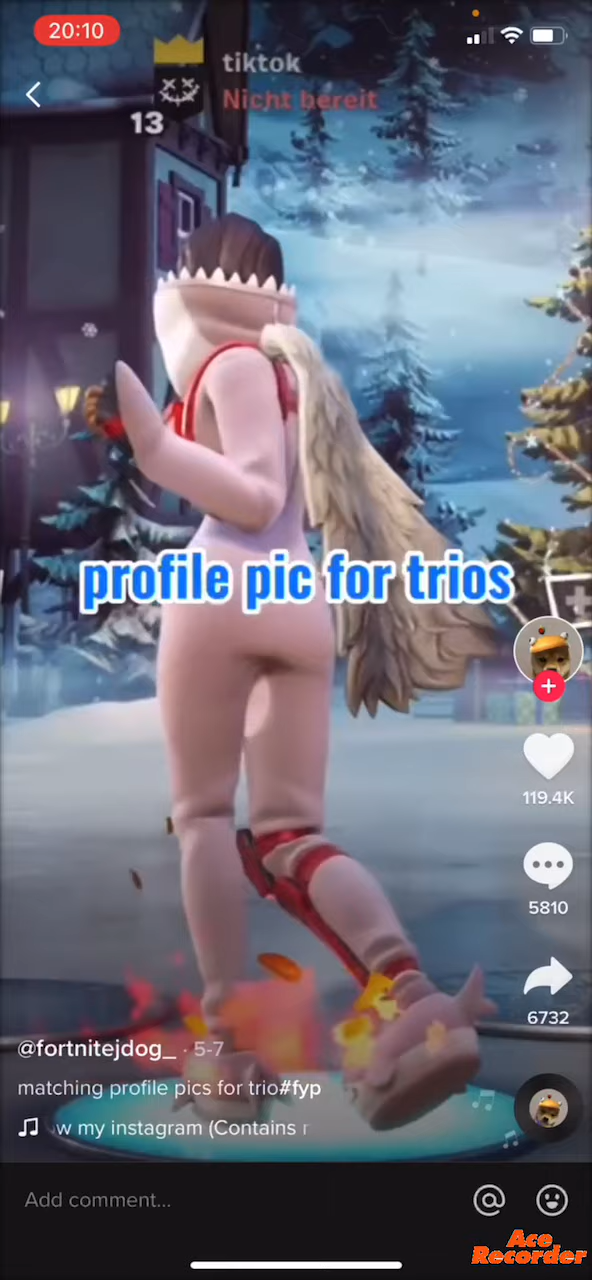 20:10
tiktok
Nicht bereit
13
profile pic for trios
119.4K
5810
6732
@fortnitejdog_ · 5-7
matching profile pics for trio#fyp
w my instagram (Contains
Add comment...
Ace
Recorder